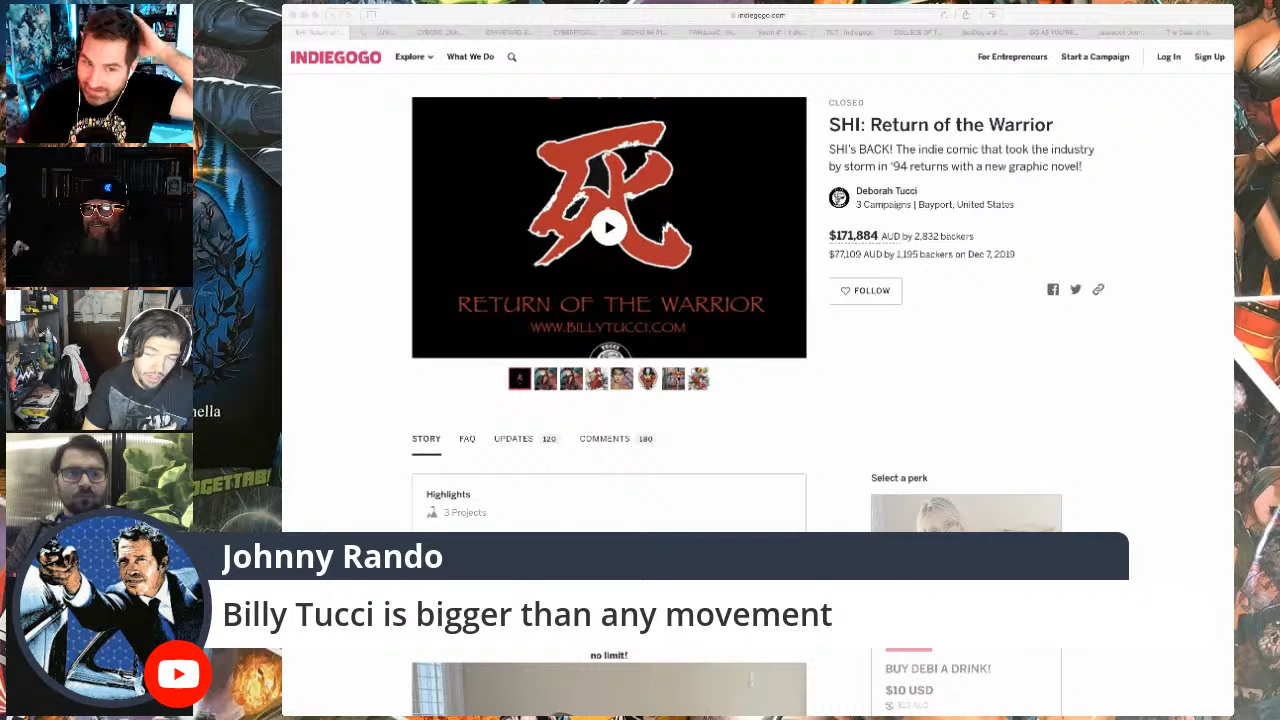 indiegogo.com
INDIEGOGO
Explore
What We Do
For Entrepreneurs
Start a Campaign
Log In
Sign Up
死
RETURN OF THE WARRIOR
WWW.BILLYTUCCI.COM
TUCCI
CLOSED
SHI: Return of the Warrior
SHI's BACK! The indie comic that took the industry
by storm in '94 returns with a new graphic novel!
Deborah Tucci
3 Campaigns | Bayport, United States
$171,884 AUD by 2,832 backers
$77,109 AUD by 1,195 backers on Dec 7, 2019
FOLLOW
STORY
FAQ
UPDATES 120
COMMENTS 180
Highlights
3 Projects
Select a perk
nella
Johnny Rando
Billy Tucci is bigger than any movement
no limit!
BUY DEBI A DRINK!
$10 USD